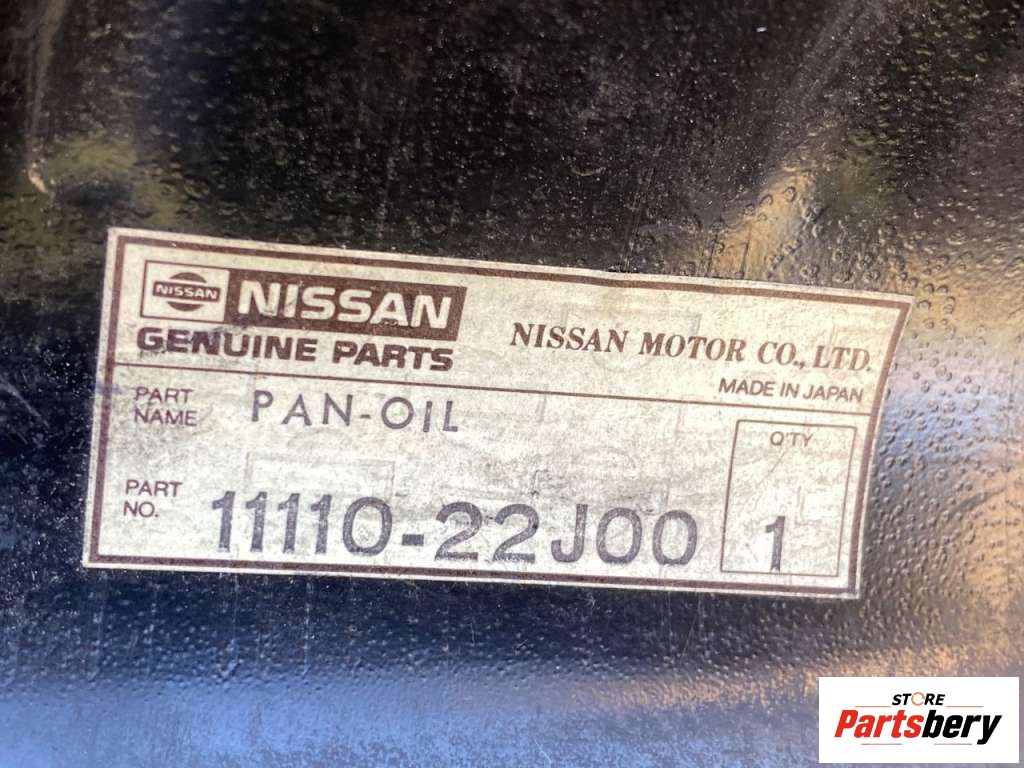 NISSAN
NISSAN
GENUINE PARTS
NISSAN MOTOR CO., LTD.
MADE IN JAPAN
PART NAME
PAN-OIL
PART NO.
11110-22J00
Q'TY
1
STORE
Partsbery